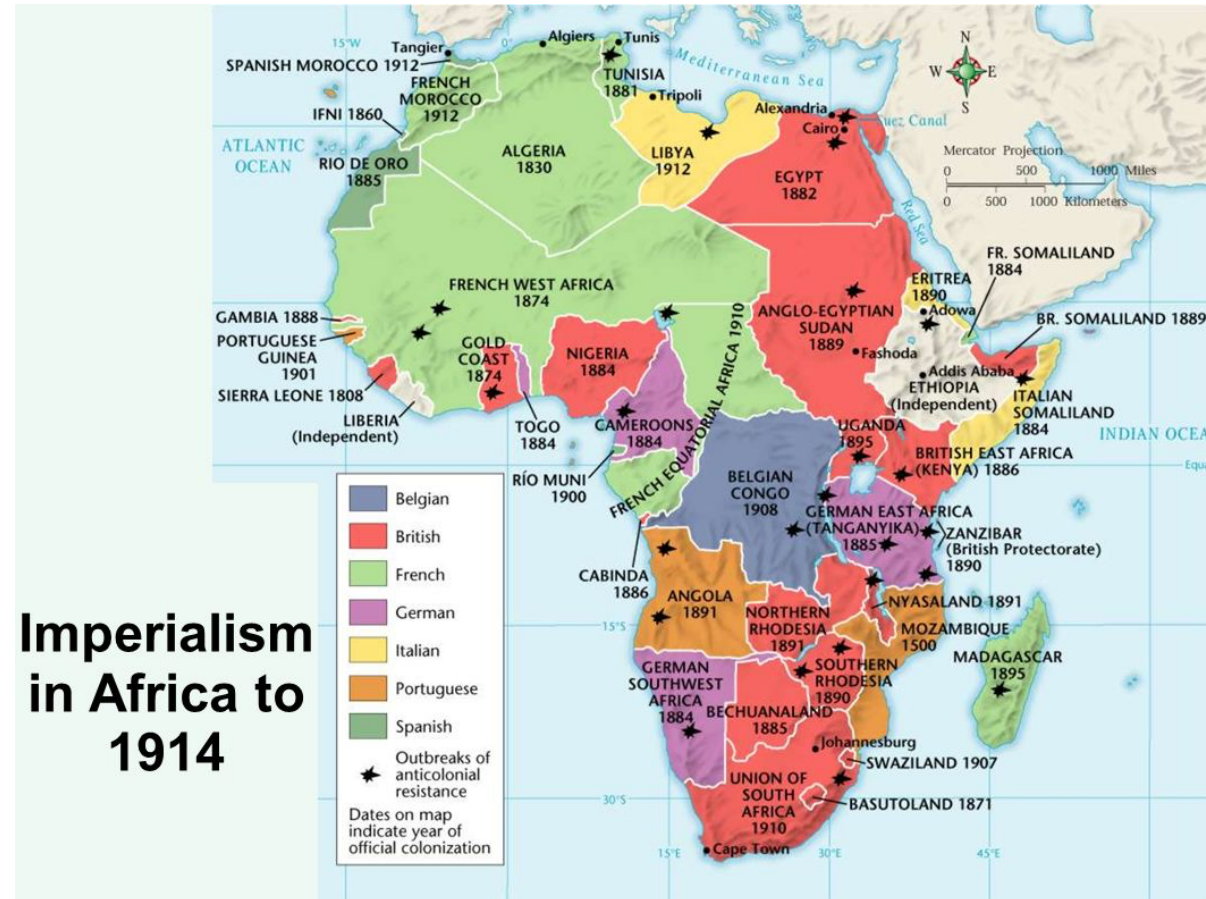 Imperialism
in Africa to
1914
15°W
0°
Tangier
Algiers
Tunis
Mediterranean Sea
SPANISH MOROCCO 1912
FRENCH
MOROCCO
1912
TUNISIA
1881
Tripoli
IFNI 1860
Alexandria
Cairo
Suez Canal
ATLANTIC
OCEAN
RIO DE ORO
1885
ALGERIA
1830
LIBYA
1912
EGYPT
1882
Red Sea
N
W
E
S
Mercator Projection
0 500 1000 Miles
0 500 1000 Kilometers
FRENCH WEST AFRICA
1874
FR. SOMALILAND
1884
ERITREA
1890
Adowa
BR. SOMALILAND 1889
GAMBIA 1888
PORTUGUESE
GUINEA
1901
SIERRA LEONE 1808
LIBERIA
(Independent)
GOLD
COAST
1874
TOGO
1884
NIGERIA
1884
CAMEROONS
1884
FRENCH EQUATORIAL AFRICA 1910
ANGLO-EGYPTIAN
SUDAN
1889
Fashoda
Addis Ababa
ETHIOPIA
(Independent)
ITALIAN
SOMALILAND
1884
INDIAN OCEA
Equa
UGANDA
1895
BRITISH EAST AFRICA
(KENYA) 1886
RÍO MUNI
1900
BELGIAN
CONGO
1908
GERMAN EAST AFRICA
(TANGANYIKA)
1885
ZANZIBAR
(British Protectorate)
1890
CABINDA
1886
ANGOLA
1891
NORTHERN
RHODESIA
1891
NYASALAND 1891
MOZAMBIQUE
1500
15°S
MADAGASCAR
1895
GERMAN
SOUTHWEST
AFRICA
1884
SOUTHERN
RHODESIA
1890
BECHUANALAND
1885
Johannesburg
SWAZILAND 1907
UNION OF
SOUTH
AFRICA
1910
BASUTOLAND 1871
30°S
Cape Town
15°E
30°E
45°E
Belgian
British
French
German
Italian
Portuguese
Spanish
Outbreaks of
anticolonial
resistance
Dates on map
indicate year of
official colonization